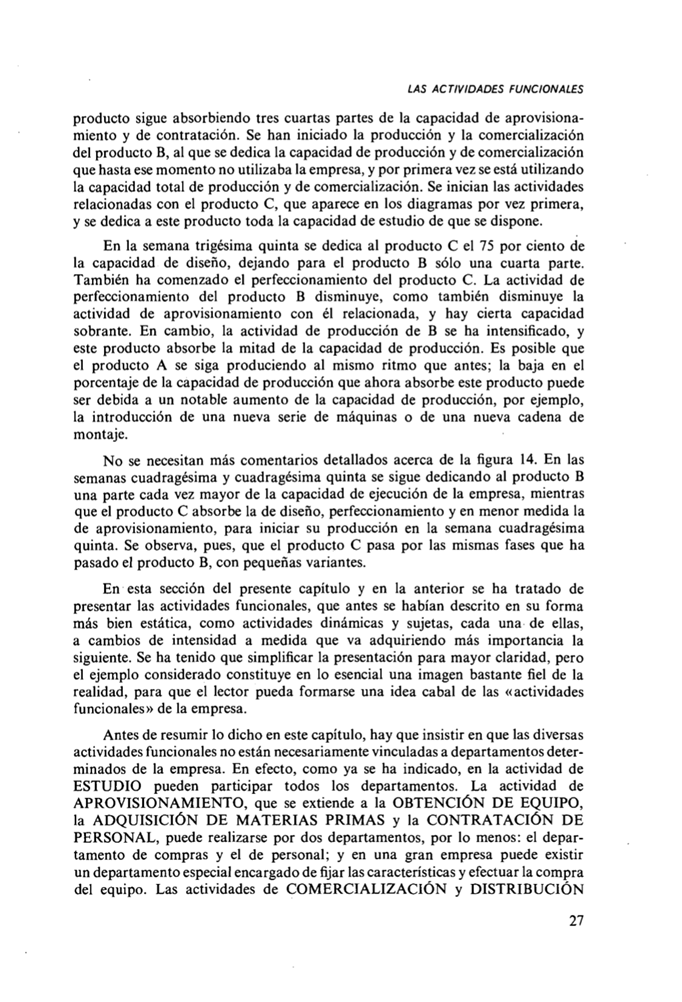 LAS ACTIVIDADES FUNCIONALES
producto sigue absorbiendo tres cuartas partes de la capacidad de aprovisiona-
miento y de contratación. Se han iniciado la producción y la comercialización
del producto B, al que se dedica la capacidad de producción y de comercialización
que hasta ese momento no utilizaba la empresa, y por primera vez se está utilizando
la capacidad total de producción y de comercialización. Se inician las actividades
relacionadas con el producto C, que aparece en los diagramas por vez primera,
y se dedica a este producto toda la capacidad de estudio de que se dispone.
En la semana trigésima quinta se dedica al producto C el 75 por ciento de
la capacidad de diseño, dejando para el producto B sólo una cuarta parte.
También ha comenzado el perfeccionamiento del producto C. La actividad de
perfeccionamiento del producto B disminuye, como también disminuye la
actividad de aprovisionamiento con él relacionada, y hay cierta capacidad
sobrante. En cambio, la actividad de producción de B se ha intensificado, y
este producto absorbe la mitad de la capacidad de producción. Es posible que
el producto A se siga produciendo al mismo ritmo que antes; la baja en el
porcentaje de la capacidad de producción que ahora absorbe este producto puede
ser debida a un notable aumento de la capacidad de producción, por ejemplo,
la introducción de una nueva serie de máquinas o de una nueva cadena de
montaje.
No se necesitan más comentarios detallados acerca de la figura 14. En las
semanas cuadragésima y cuadragésima quinta se sigue dedicando al producto B
una parte cada vez mayor de la capacidad de ejecución de la empresa, mientras
que el producto C absorbe la de diseño, perfeccionamiento y en menor medida la
de aprovisionamiento, para iniciar su producción en la semana cuadragésima
quinta. Se observa, pues, que el producto C pasa por las mismas fases que ha
pasado el producto B, con pequeñas variantes.
En esta sección del presente capítulo y en la anterior se ha tratado de
presentar las actividades funcionales, que antes se habían descrito en su forma
más bien estática, como actividades dinámicas y sujetas, cada una de ellas,
a cambios de intensidad a medida que va adquiriendo más importancia la
siguiente. Se ha tenido que simplificar la presentación para mayor claridad, pero
el ejemplo considerado constituye en lo esencial una imagen bastante fiel de la
realidad, para que el lector pueda formarse una idea cabal de las «actividades
funcionales» de la empresa.
Antes de resumir lo dicho en este capítulo, hay que insistir en que las diversas
actividades funcionales no están necesariamente vinculadas a departamentos deter-
minados de la empresa. En efecto, como ya se ha indicado, en la actividad de
ESTUDIO pueden participar todos los departamentos. La actividad de
APROVISIONAMIENTO, que se extiende a la OBTENCIÓN DE EQUIPO,
la ADQUISICIÓN DE MATERIAS PRIMAS y la CONTRATACIÓN DE
PERSONAL, puede realizarse por dos departamentos, por lo menos: el depar-
tamento de compras y el de personal; y en una gran empresa puede existir
un departamento especial encargado de fijar las características y efectuar la compra
del equipo. Las actividades de COMERCIALIZACIÓN y DISTRIBUCIÓN
27